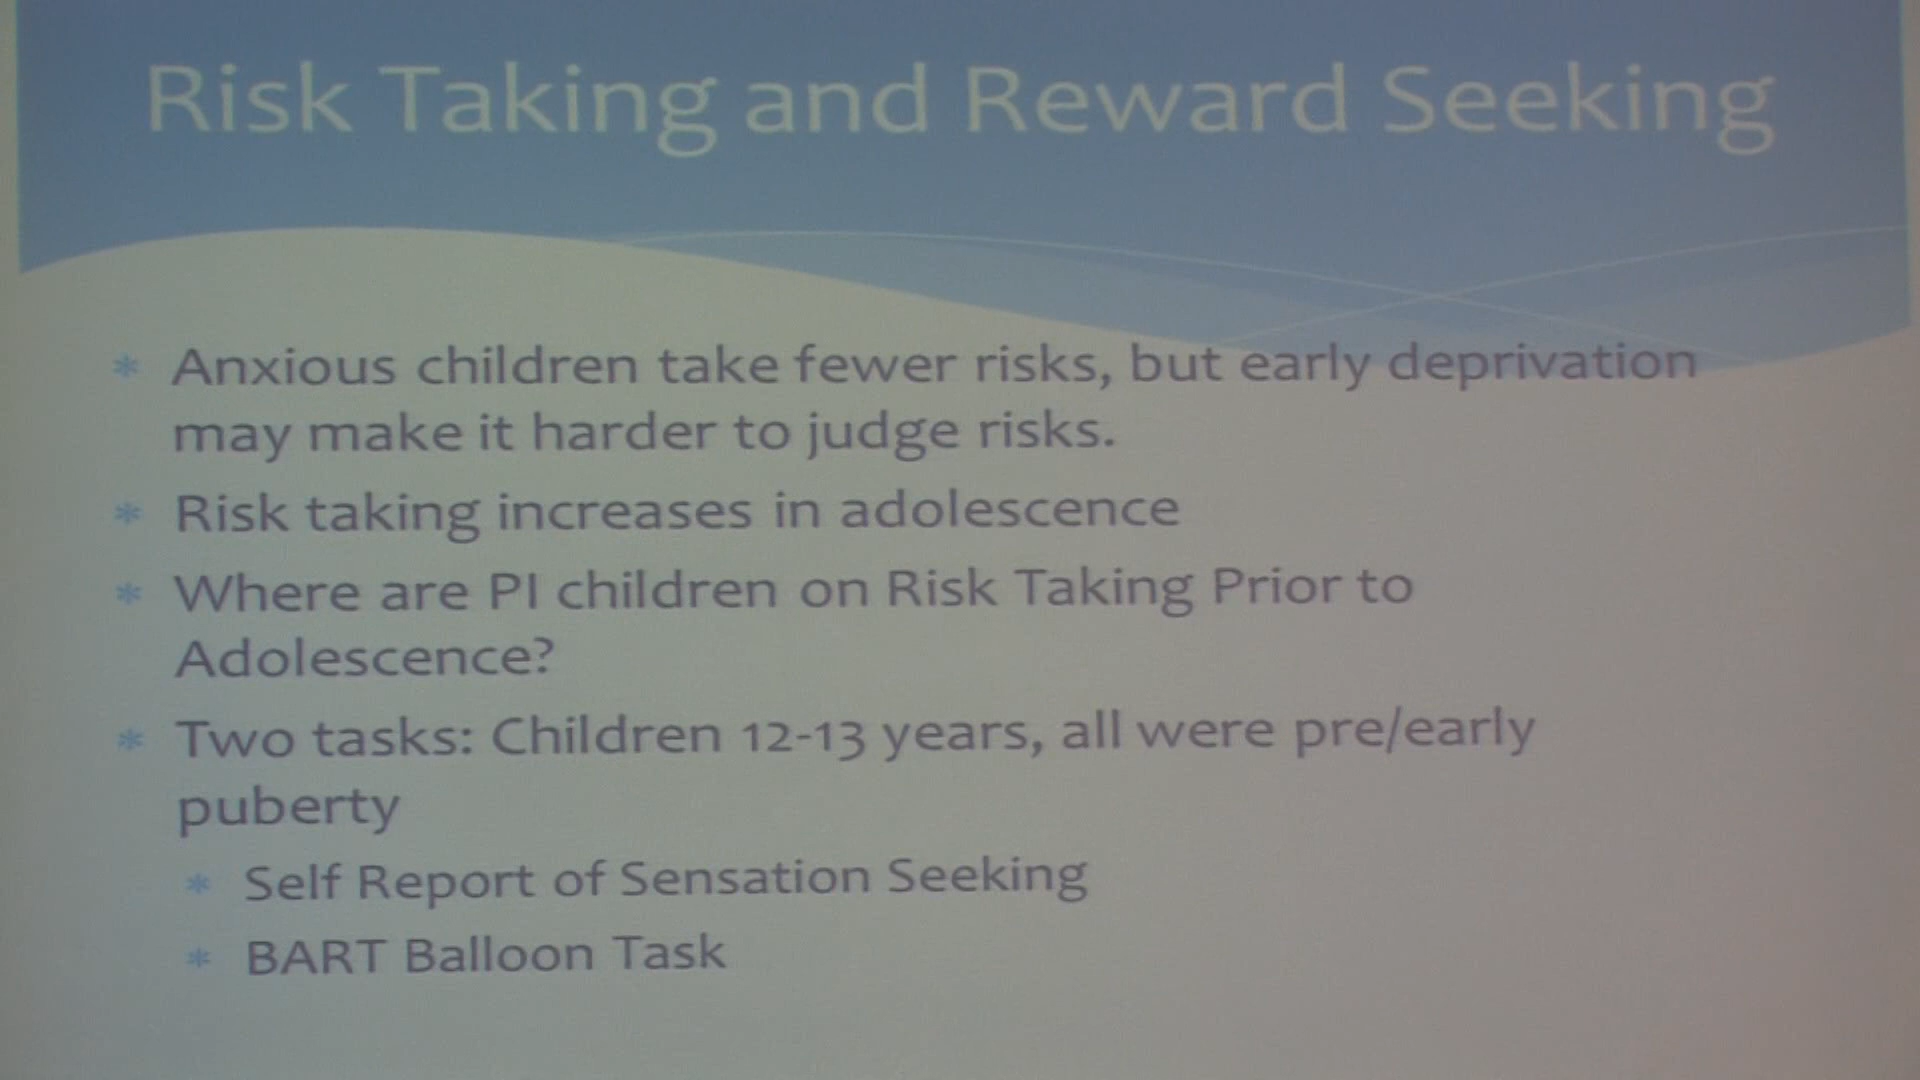 Risk Taking and Reward Seeking
* Anxious children take fewer risks, but early deprivation
may make it harder to judge risks.
* Risk taking increases in adolescence
* Where are PI children on Risk Taking Prior to
Adolescence?
* Two tasks: Children 12-13 years, all were pre/early
puberty
* Self Report of Sensation Seeking
* BART Balloon Task